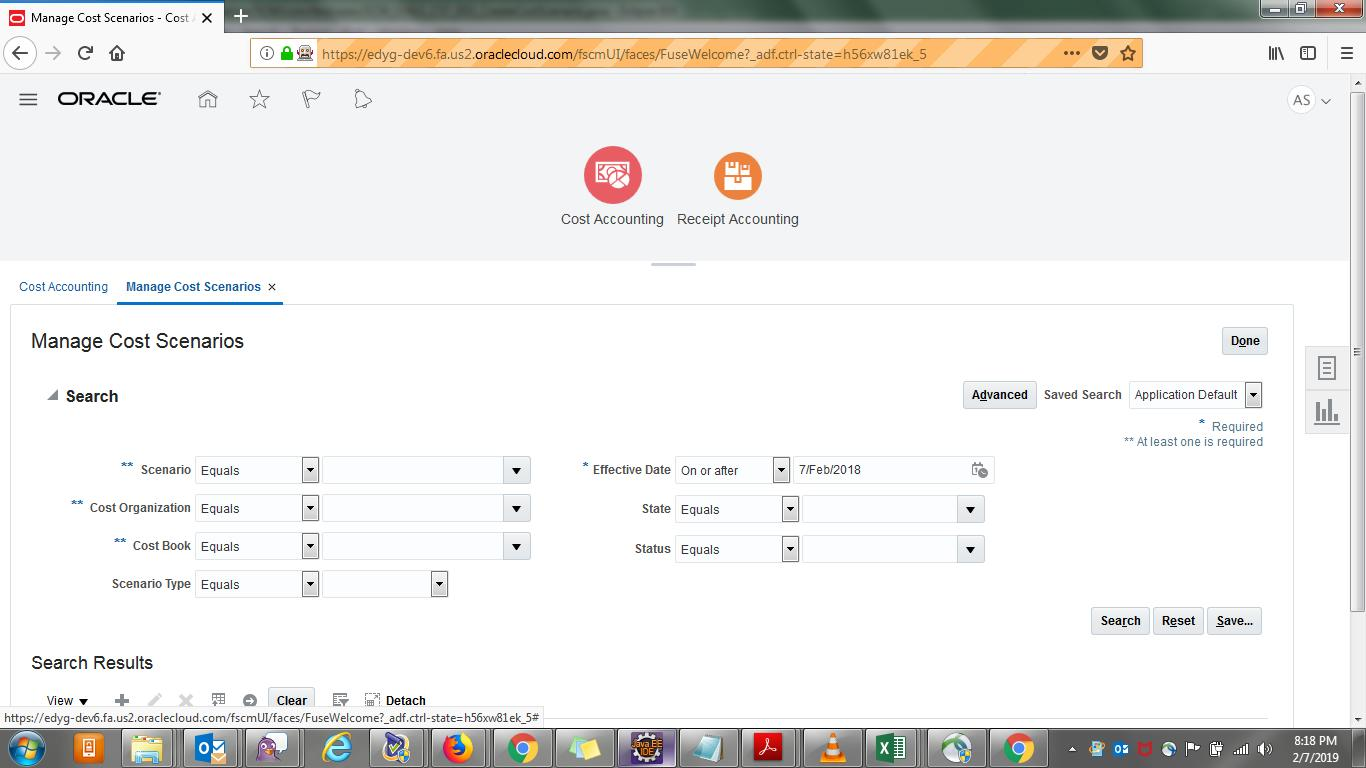 Manage Cost Scenarios - Cost A
https://edyg-dev6.fa.us2.oraclecloud.com/fscmUI/faces/FuseWelcome?_adf.ctrl-state=h56xw81ek_5
ORACLE
AS
Cost Accounting
Receipt Accounting
Cost Accounting
Manage Cost Scenarios
Manage Cost Scenarios
Done
Search
Advanced
Saved Search
Application Default
* Required
** At least one is required
** Scenario Equals
* Effective Date On or after 7/Feb/2018
** Cost Organization Equals
State Equals
** Cost Book Equals
Status Equals
Scenario Type Equals
Search Reset Save...
Search Results
View Clear Detach
https://edyg-dev6.fa.us2.oraclecloud.com/fscmUI/faces/FuseWelcome?_adf.ctrl-state=h56xw81ek_5#
Java EE
IDE
8:18 PM
2/7/2019